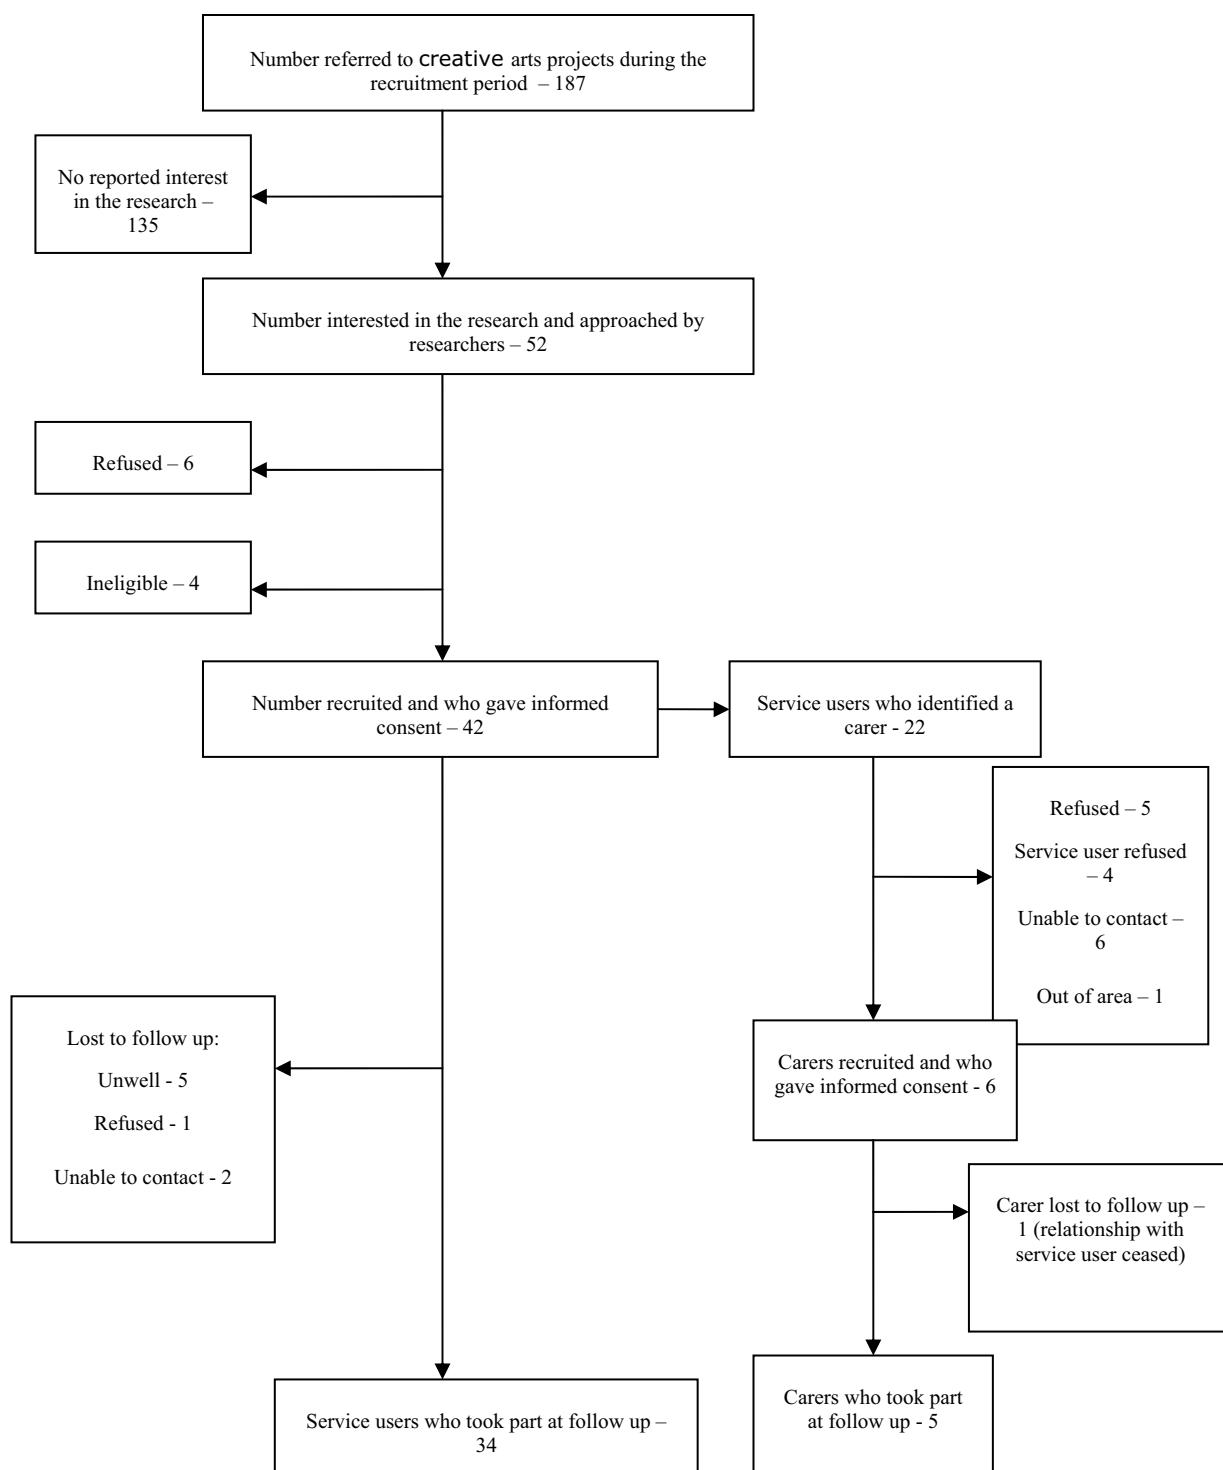 Number referred to creative arts projects during the
recruitment period – 187
No reported interest
in the research –
135
Number interested in the research and approached by
researchers – 52
Refused – 6
Ineligible – 4
Number recruited and who gave informed
consent – 42
Service users who identified a
carer - 22
Refused – 5
Service user refused
– 4
Unable to contact –
6
Out of area – 1
Lost to follow up:
Unwell - 5
Refused - 1
Unable to contact - 2
Carers recruited and who
gave informed consent - 6
Carer lost to follow up –
1 (relationship with
service user ceased)
Service users who took part at follow up –
34
Carers who took part
at follow up - 5